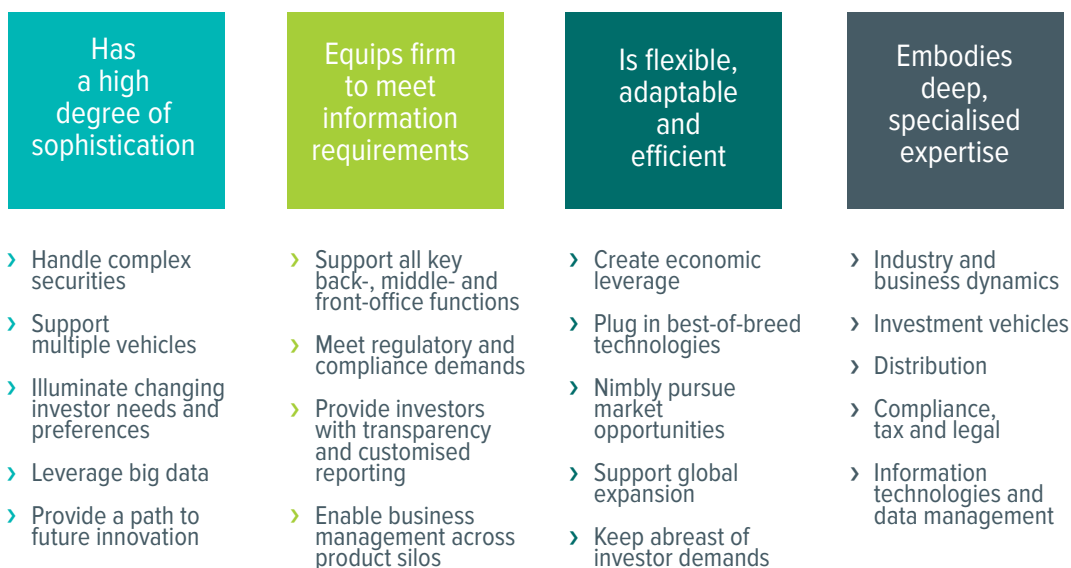 Has
a high
degree of
sophistication
Equips firm
to meet
information
requirements
Is flexible,
adaptable
and
efficient
Embodies
deep,
specialised
expertise
› Handle complex
securities
› Support
multiple vehicles
› Illuminate changing
investor needs and
preferences
› Leverage big data
› Provide a path to
future innovation
› Support all key
back-, middle- and
front-office functions
› Meet regulatory and
compliance demands
› Provide investors
with transparency
and customised
reporting
› Enable business
management across
product silos
› Create economic
leverage
› Plug in best-of-breed
technologies
› Nimbly pursue
market
opportunities
› Support global
expansion
› Keep abreast of
investor demands
› Industry and
business dynamics
› Investment vehicles
› Distribution
› Compliance,
tax and legal
› Information
technologies and
data management